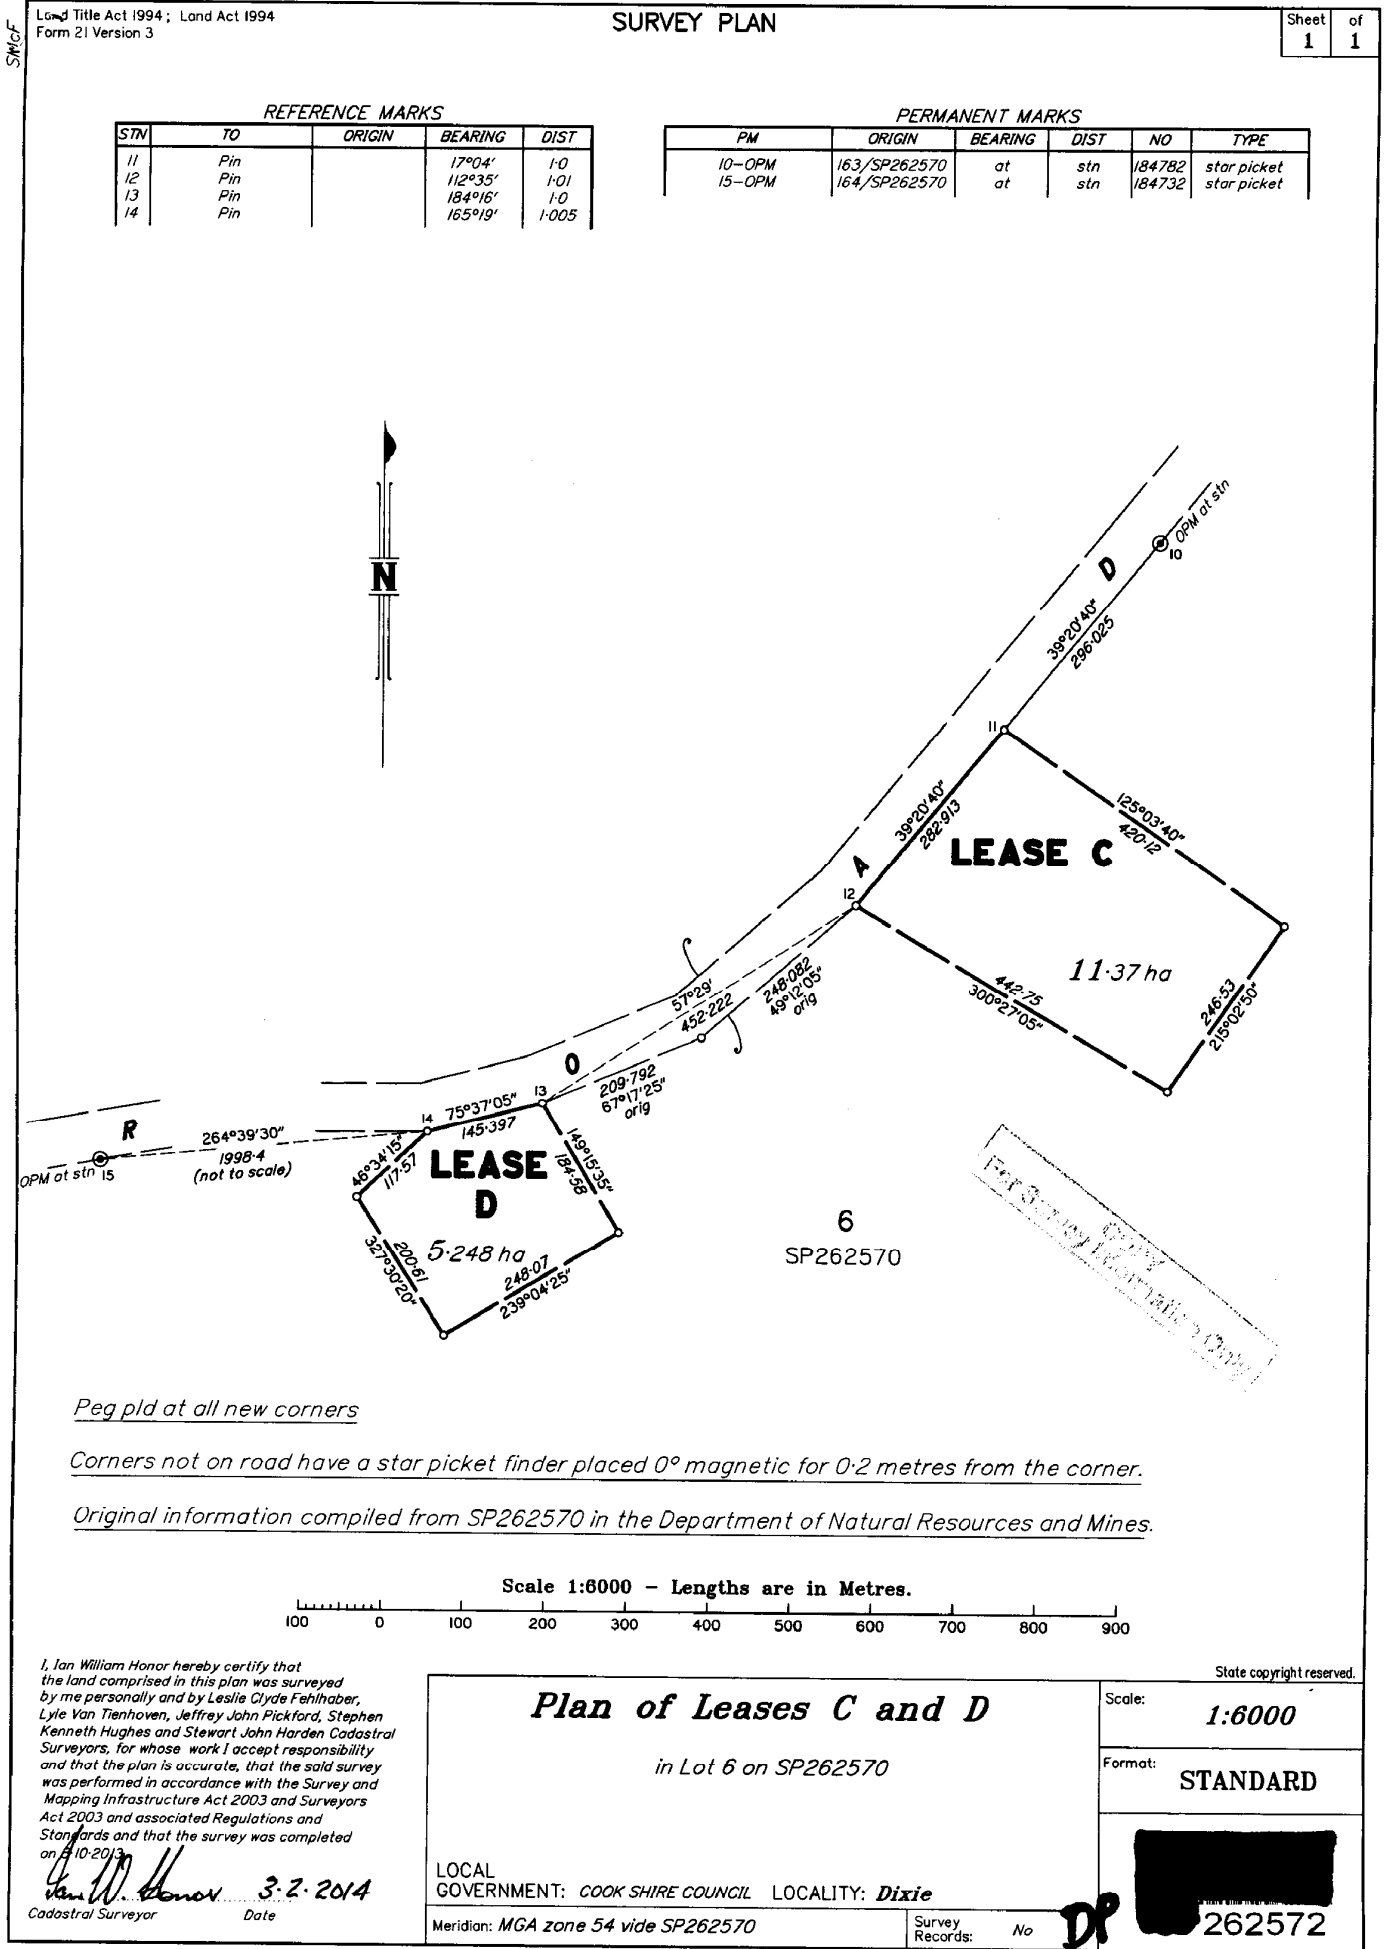 SMcF
Land Title Act 1994; Land Act 1994
Form 21 Version 3
SURVEY PLAN
Sheet of
1 1
REFERENCE MARKS
STN TO ORIGIN BEARING DIST
11 Pin 17°04' 1·0
12 Pin 112°35' 1·01
13 Pin 184°16' 1·0
14 Pin 165°19' 1·005
PERMANENT MARKS
PM ORIGIN BEARING DIST NO TYPE
10-OPM 163/SP262570 at stn 184782 star picket
15-OPM 164/SP262570 at stn 184732 star picket
N
OPM at stn
10
D
39°20'40"
296·025
11
39°20'40"
282·913
125°03'40"
420·12
LEASE C
A
12
11·37 ha
442·75
300°27'05"
246·53
215°02'50"
57°29'
452·222
248·082
49°12'05"
orig
O
209·792
67°17'25"
orig
13
75°37'05"
145·397
14
R
264°39'30"
1998·4
(not to scale)
OPM at stn 15
46°34'15"
117·57
LEASE
D
149°15'35"
184·58
5·248 ha
200·61
327°30'20"
248·07
239°04'25"
6
SP262570
COPY
For Survey Information Only
Peg pld at all new corners
Corners not on road have a star picket finder placed 0° magnetic for 0·2 metres from the corner.
Original information compiled from SP262570 in the Department of Natural Resources and Mines.
Scale 1:6000 – Lengths are in Metres.
100 0 100 200 300 400 500 600 700 800 900
I, Ian William Honor hereby certify that
the land comprised in this plan was surveyed
by me personally and by Leslie Clyde Fehlhaber,
Lyle Van Tienhoven, Jeffrey John Pickford, Stephen
Kenneth Hughes and Stewart John Harden Cadastral
Surveyors, for whose work I accept responsibility
and that the plan is accurate, that the said survey
was performed in accordance with the Survey and
Mapping Infrastructure Act 2003 and Surveyors
Act 2003 and associated Regulations and
Standards and that the survey was completed
on 10·2013
Ian W. Honor 3·2·2014
Cadastral Surveyor Date
State copyright reserved.
Plan of Leases C and D
in Lot 6 on SP262570
LOCAL
GOVERNMENT: COOK SHIRE COUNCIL LOCALITY: Dixie
Meridian: MGA zone 54 vide SP262570
Survey
Records: No
Scale:
1:6000
Format:
STANDARD
DP
262572